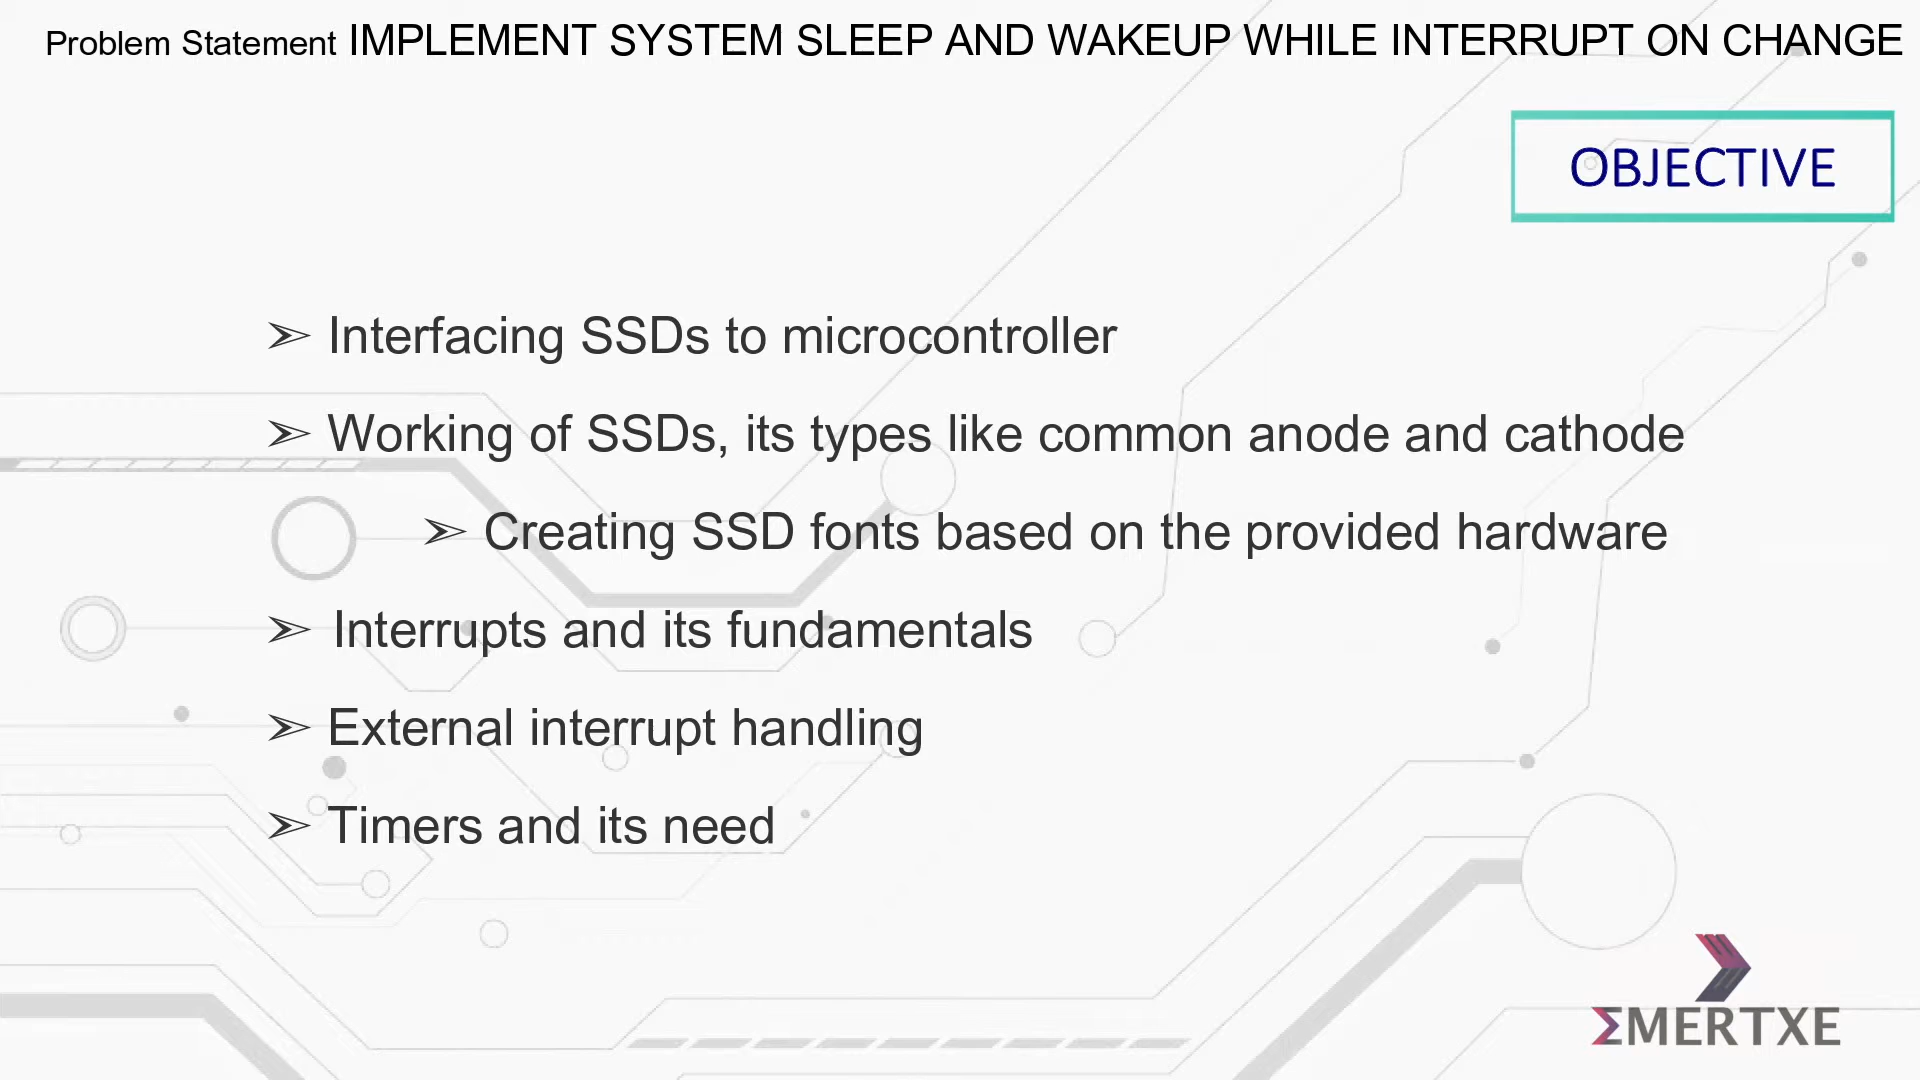 Problem Statement IMPLEMENT SYSTEM SLEEP AND WAKEUP WHILE INTERRUPT ON CHANGE
OBJECTIVE
➢ Interfacing SSDs to microcontroller
➢ Working of SSDs, its types like common anode and cathode
➢ Creating SSD fonts based on the provided hardware
➢ Interrupts and its fundamentals
➢ External interrupt handling
➢ Timers and its need
ΣMERTXE